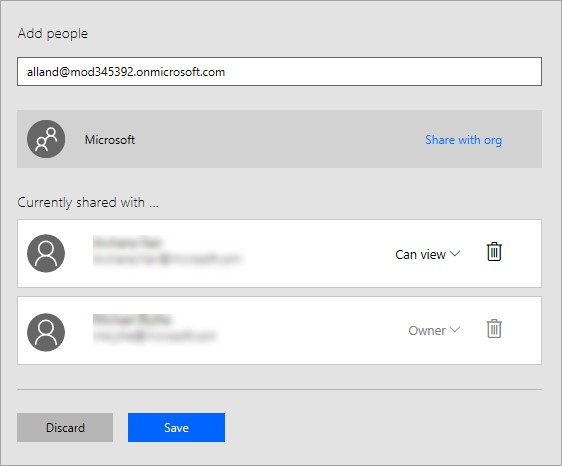 Add people
alland@mod345392.onmicrosoft.com
Microsoft
Share with org
Currently shared with ...
Can view
Owner
Discard
Save